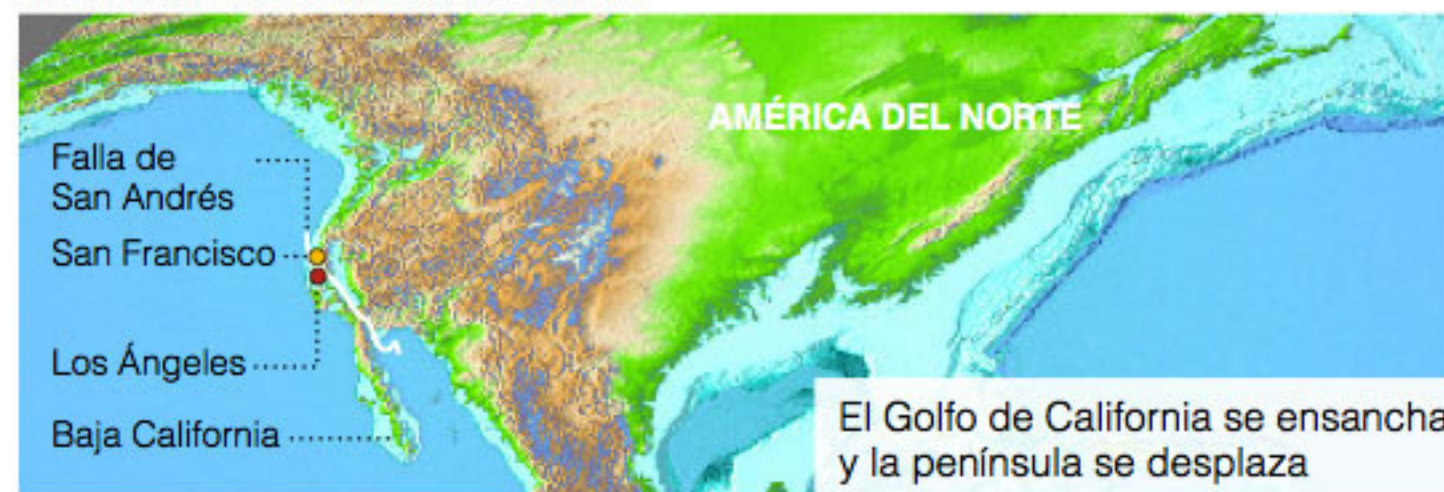 AMÉRICA DEL NORTE
Falla de
San Andrés
San Francisco
Los Ángeles
Baja California
El Golfo de California se ensancha
y la península se desplaza